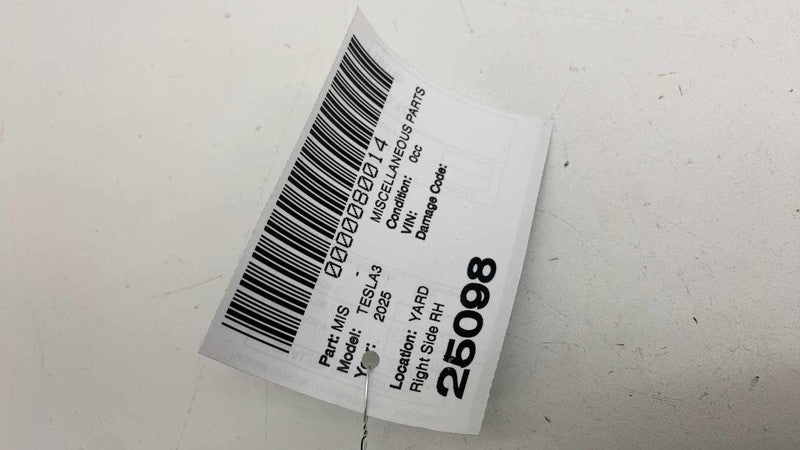 0000080014
Part: MIS - MISCELLANEOUS PARTS
Model: TESLA3 Condition: 0cc
Year: 2025 VIN:
Damage Code:
Location: YARD
Right Side RH
25098